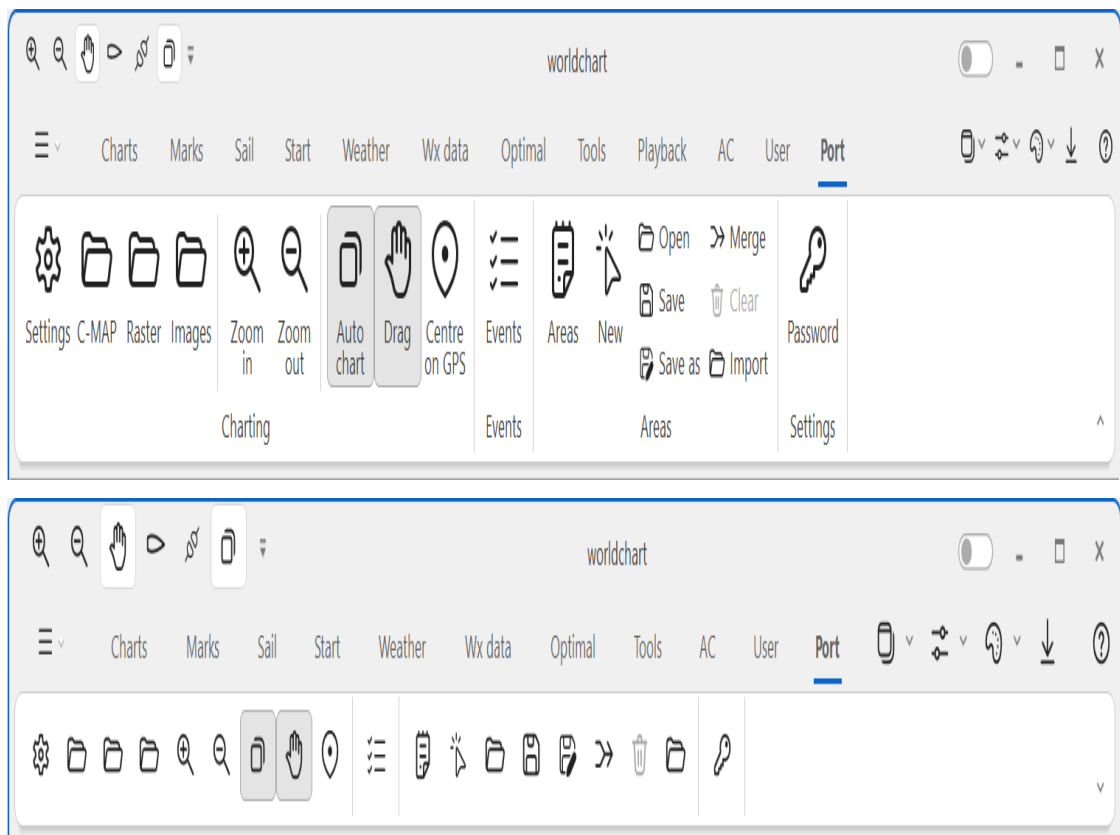 worldchart
Charts Marks Sail Start Weather Wx data Optimal Tools Playback AC User Port
Open Merge
Save Clear
Settings C-MAP Raster Images Zoom in Zoom out Auto chart Drag Centre on GPS Events Areas New Password
Save as Import
Charting Events Areas Settings
worldchart
Charts Marks Sail Start Weather Wx data Optimal Tools AC User Port